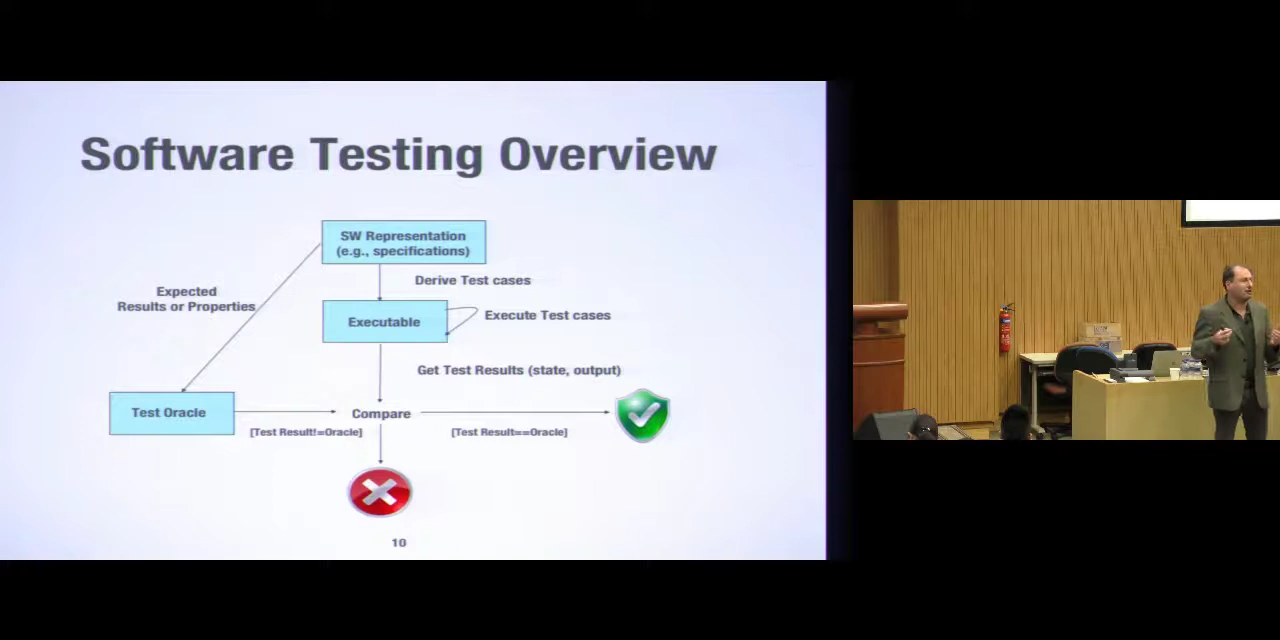 Software Testing Overview
SW Representation
(e.g., specifications)
Derive Test cases
Expected
Results or Properties
Executable
Execute Test cases
Get Test Results (state, output)
Test Oracle
Compare
[Test Result!=Oracle]
[Test Result==Oracle]
10